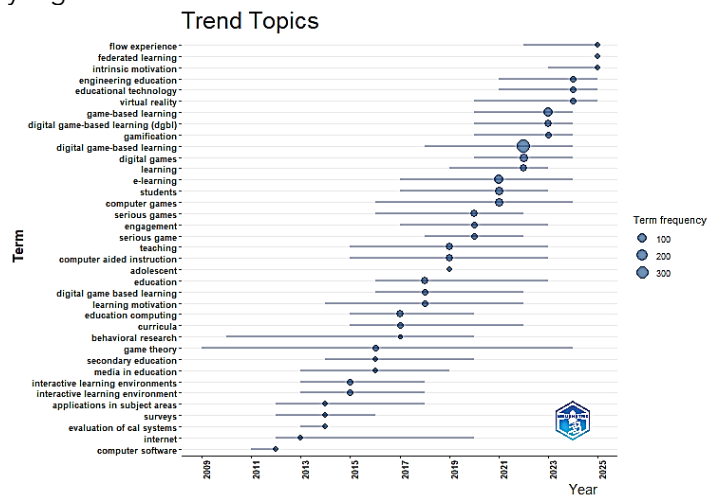 Trend Topics
flow experience
federated learning
intrinsic motivation
engineering education
educational technology
virtual reality
game-based learning
digital game-based learning (dgbl)
gamification
digital game-based learning
digital games
learning
e-learning
students
computer games
serious games
engagement
serious game
teaching
computer aided instruction
adolescent
education
digital game based learning
learning motivation
education computing
curricula
behavioral research
game theory
secondary education
media in education
interactive learning environments
interactive learning environment
applications in subject areas
surveys
evaluation of cal systems
internet
computer software
Term
Term frequency
100
200
300
2009
2011
2013
2015
2017
2019
2021
2023
2025
Year